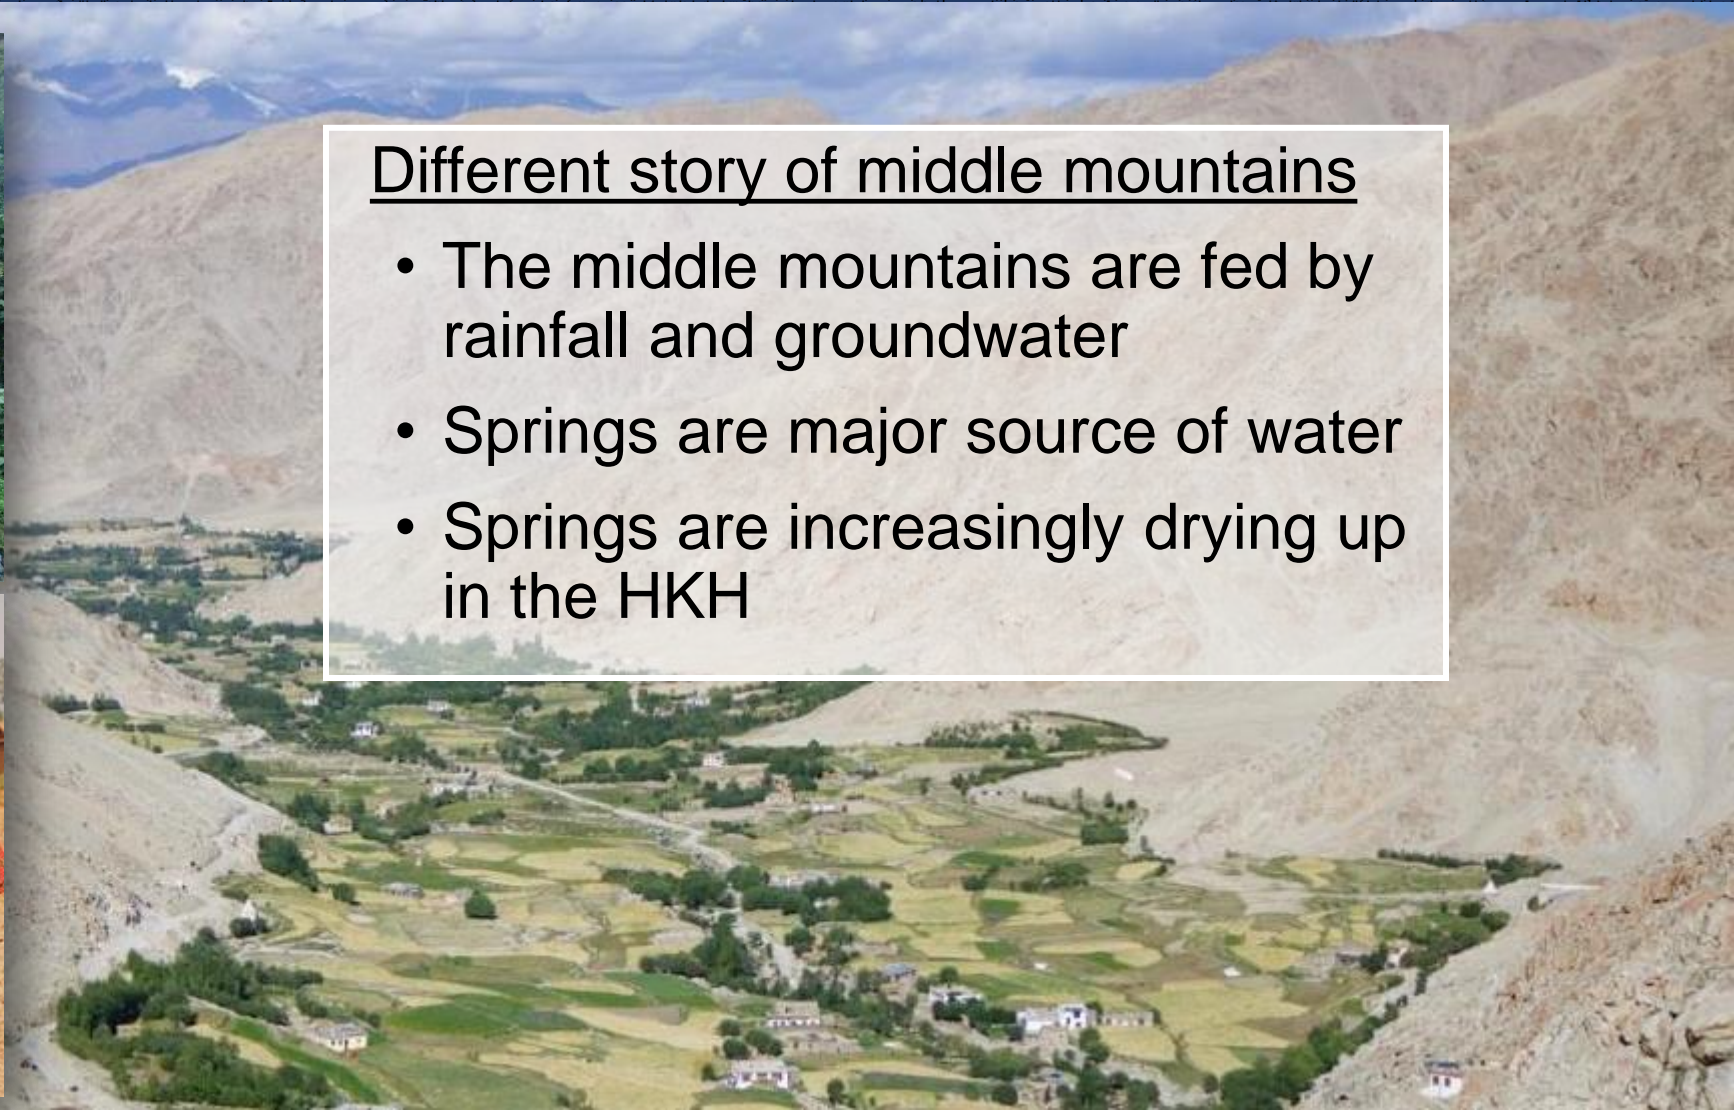 Different story of middle mountains
• The middle mountains are fed by
rainfall and groundwater
• Springs are major source of water
• Springs are increasingly drying up
in the HKH